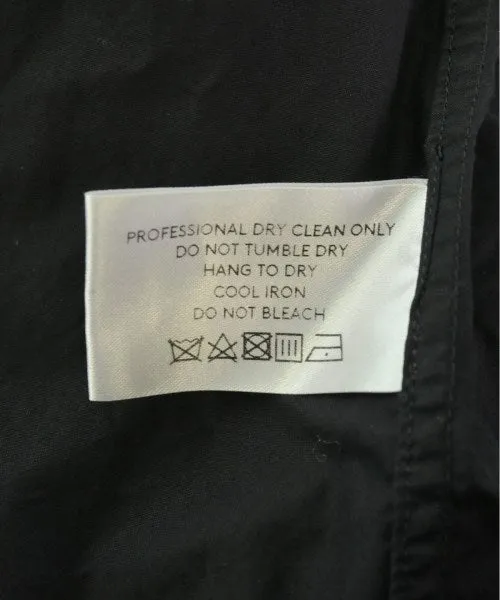 PROFESSIONAL DRY CLEAN ONLY
DO NOT TUMBLE DRY
HANG TO DRY
COOL IRON
DO NOT BLEACH